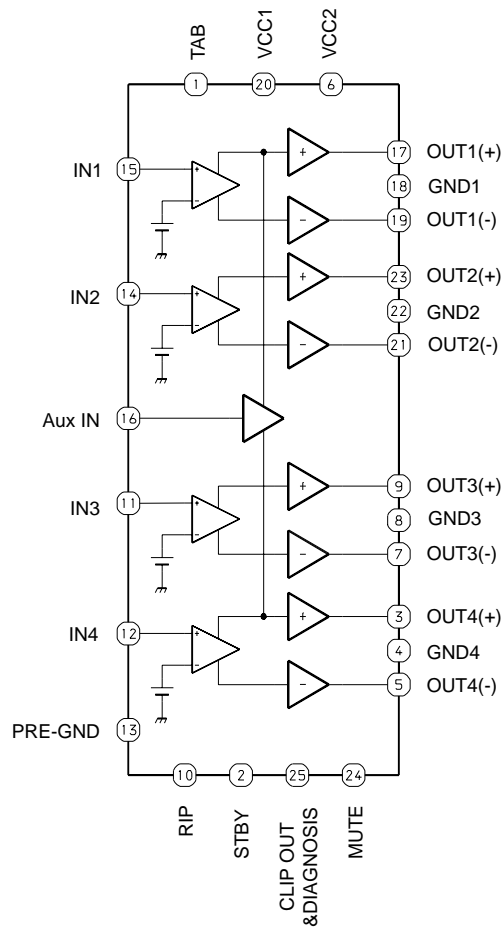 TAB
VCC1
VCC2
1
20
6
IN1
15
+
-
+
17
OUT1(+)
18
GND1
-
19
OUT1(-)
IN2
14
+
-
+
23
OUT2(+)
22
GND2
-
21
OUT2(-)
Aux IN
16
IN3
11
+
-
+
9
OUT3(+)
8
GND3
-
7
OUT3(-)
IN4
12
+
-
+
3
OUT4(+)
4
GND4
-
5
OUT4(-)
PRE-GND
13
10
2
25
24
RIP
STBY
CLIP OUT
&DIAGNOSIS
MUTE